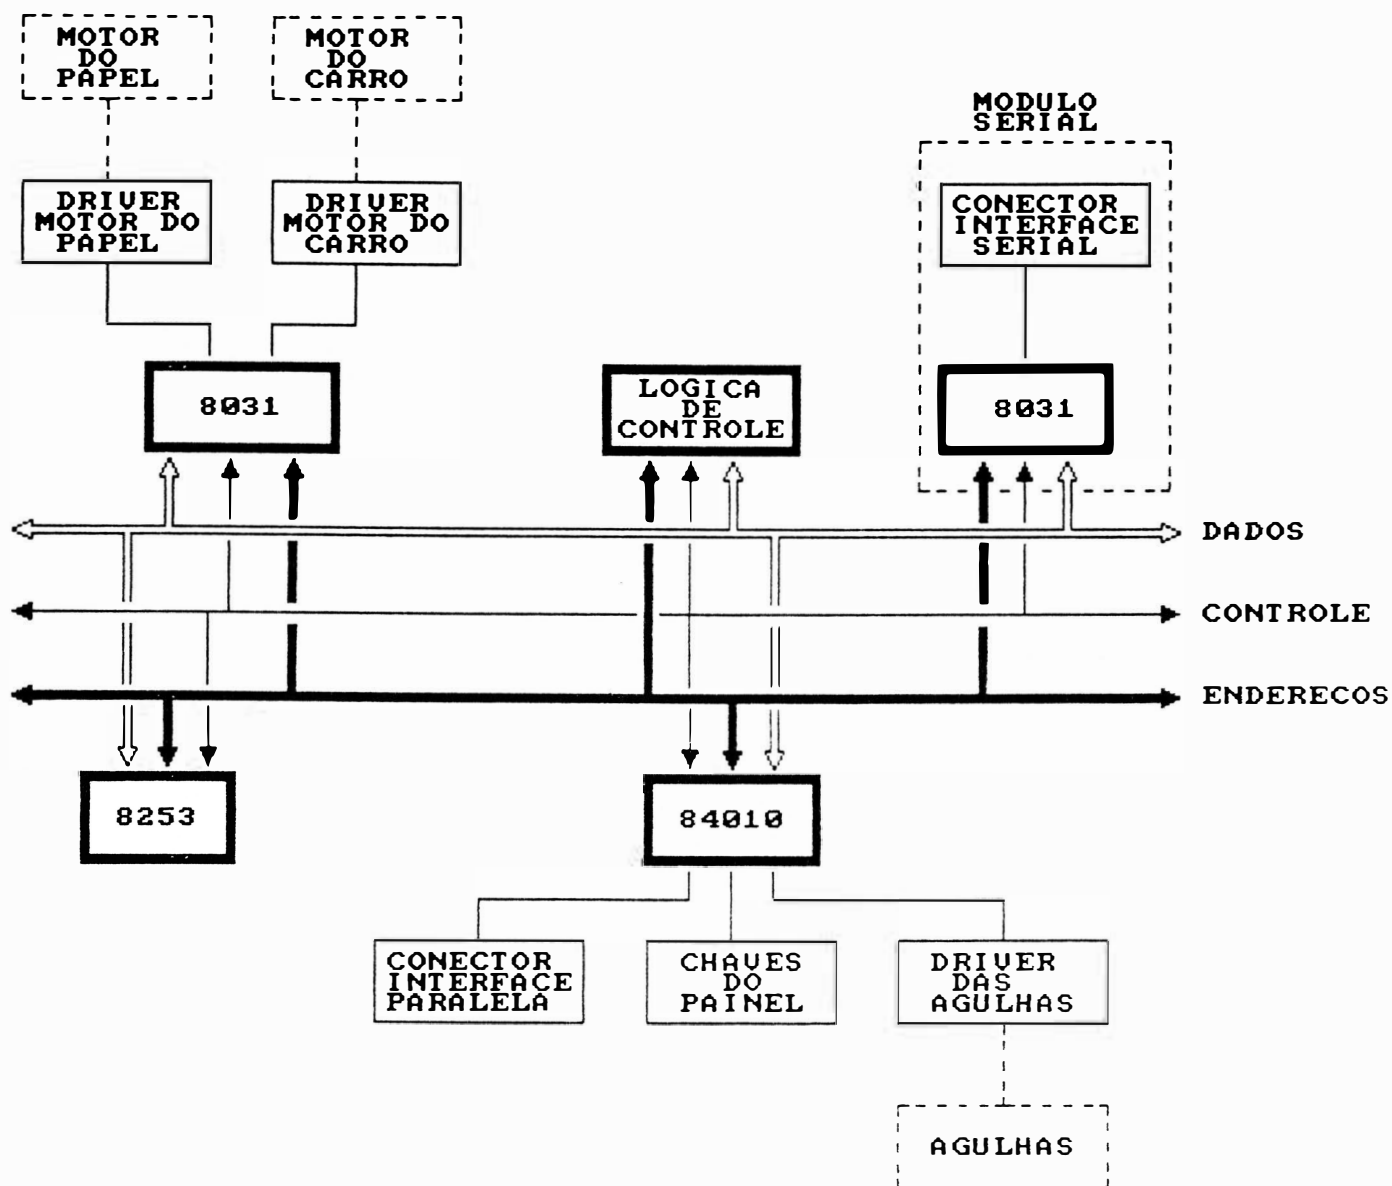 MOTOR
DO
PAPEL
MOTOR
DO
CARRO
MODULO
SERIAL
DRIVER
MOTOR DO
PAPEL
DRIVER
MOTOR DO
CARRO
CONECTOR
INTERFACE
SERIAL
8031
LOGICA
DE
CONTROLE
8031
DADOS
CONTROLE
ENDERECOS
8253
84010
CONECTOR
INTERFACE
PARALELA
CHAVES
DO
PAINEL
DRIVER
DAS
AGULHAS
AGULHAS